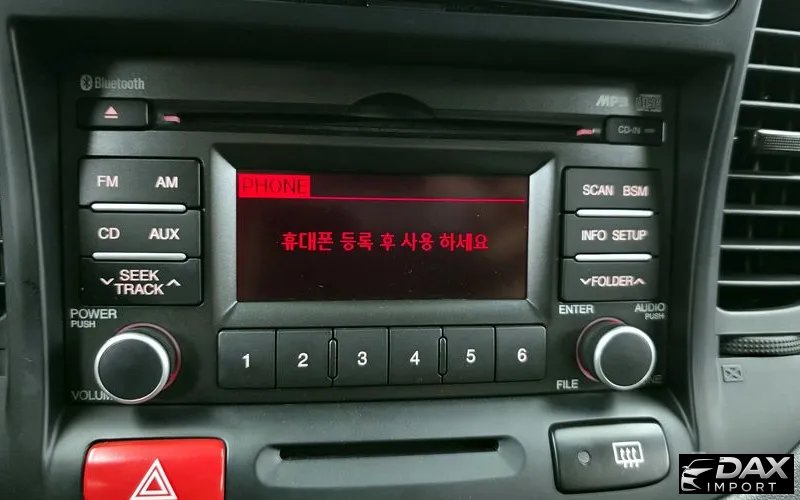 Bluetooth
MP3
CD-IN
FM AM
CD AUX
SEEK
TRACK
PHONE
휴대폰 등록 후 사용 하세요
SCAN BSM
INFO SETUP
FOLDER
POWER
PUSH
VOLUM
1 2 3 4 5 6
ENTER
AUDIO
PUSH
FILE
DAX
IMPORT